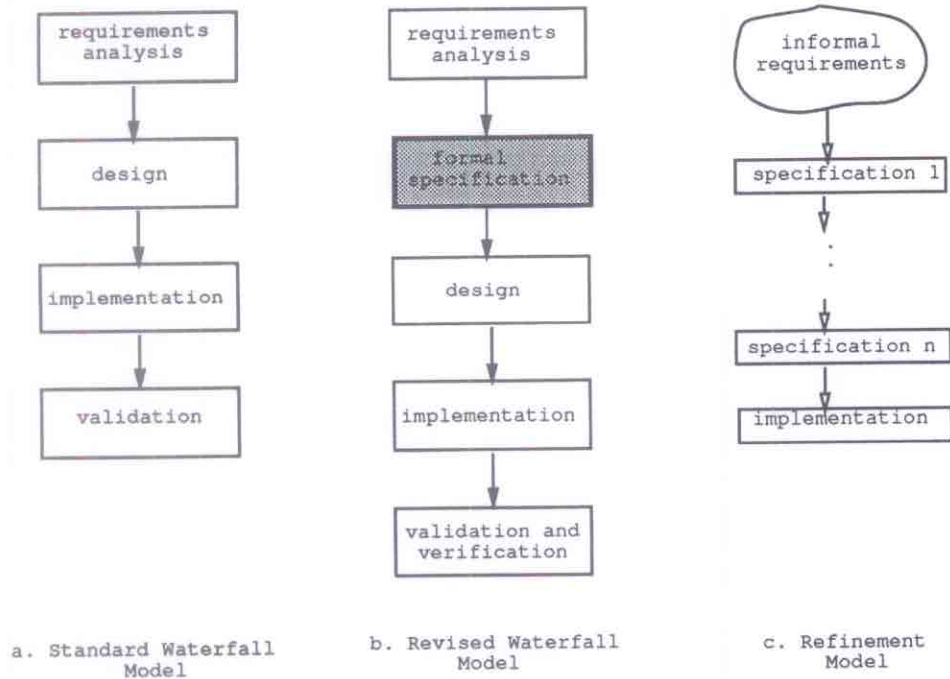 requirements
analysis
design
implementation
validation
a. Standard Waterfall
Model
requirements
analysis
formal
specification
design
implementation
validation and
verification
b. Revised Waterfall
Model
informal
requirements
specification 1
.
.
specification n
implementation
c. Refinement
Model